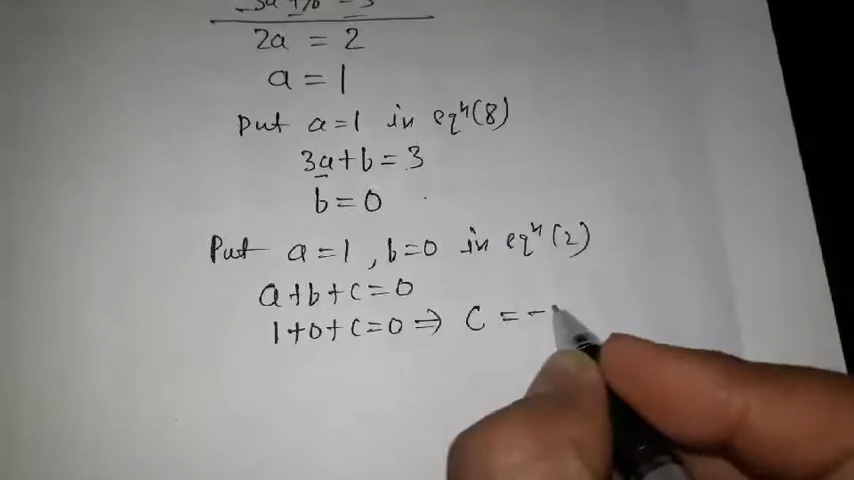 2a = 2
a = 1
Put a=1 in eqⁿ(8)
3a+b=3
b=0
Put a=1, b=0 in eqⁿ(2)
a+b+c=0
1+0+c=0 ⇒ C = -